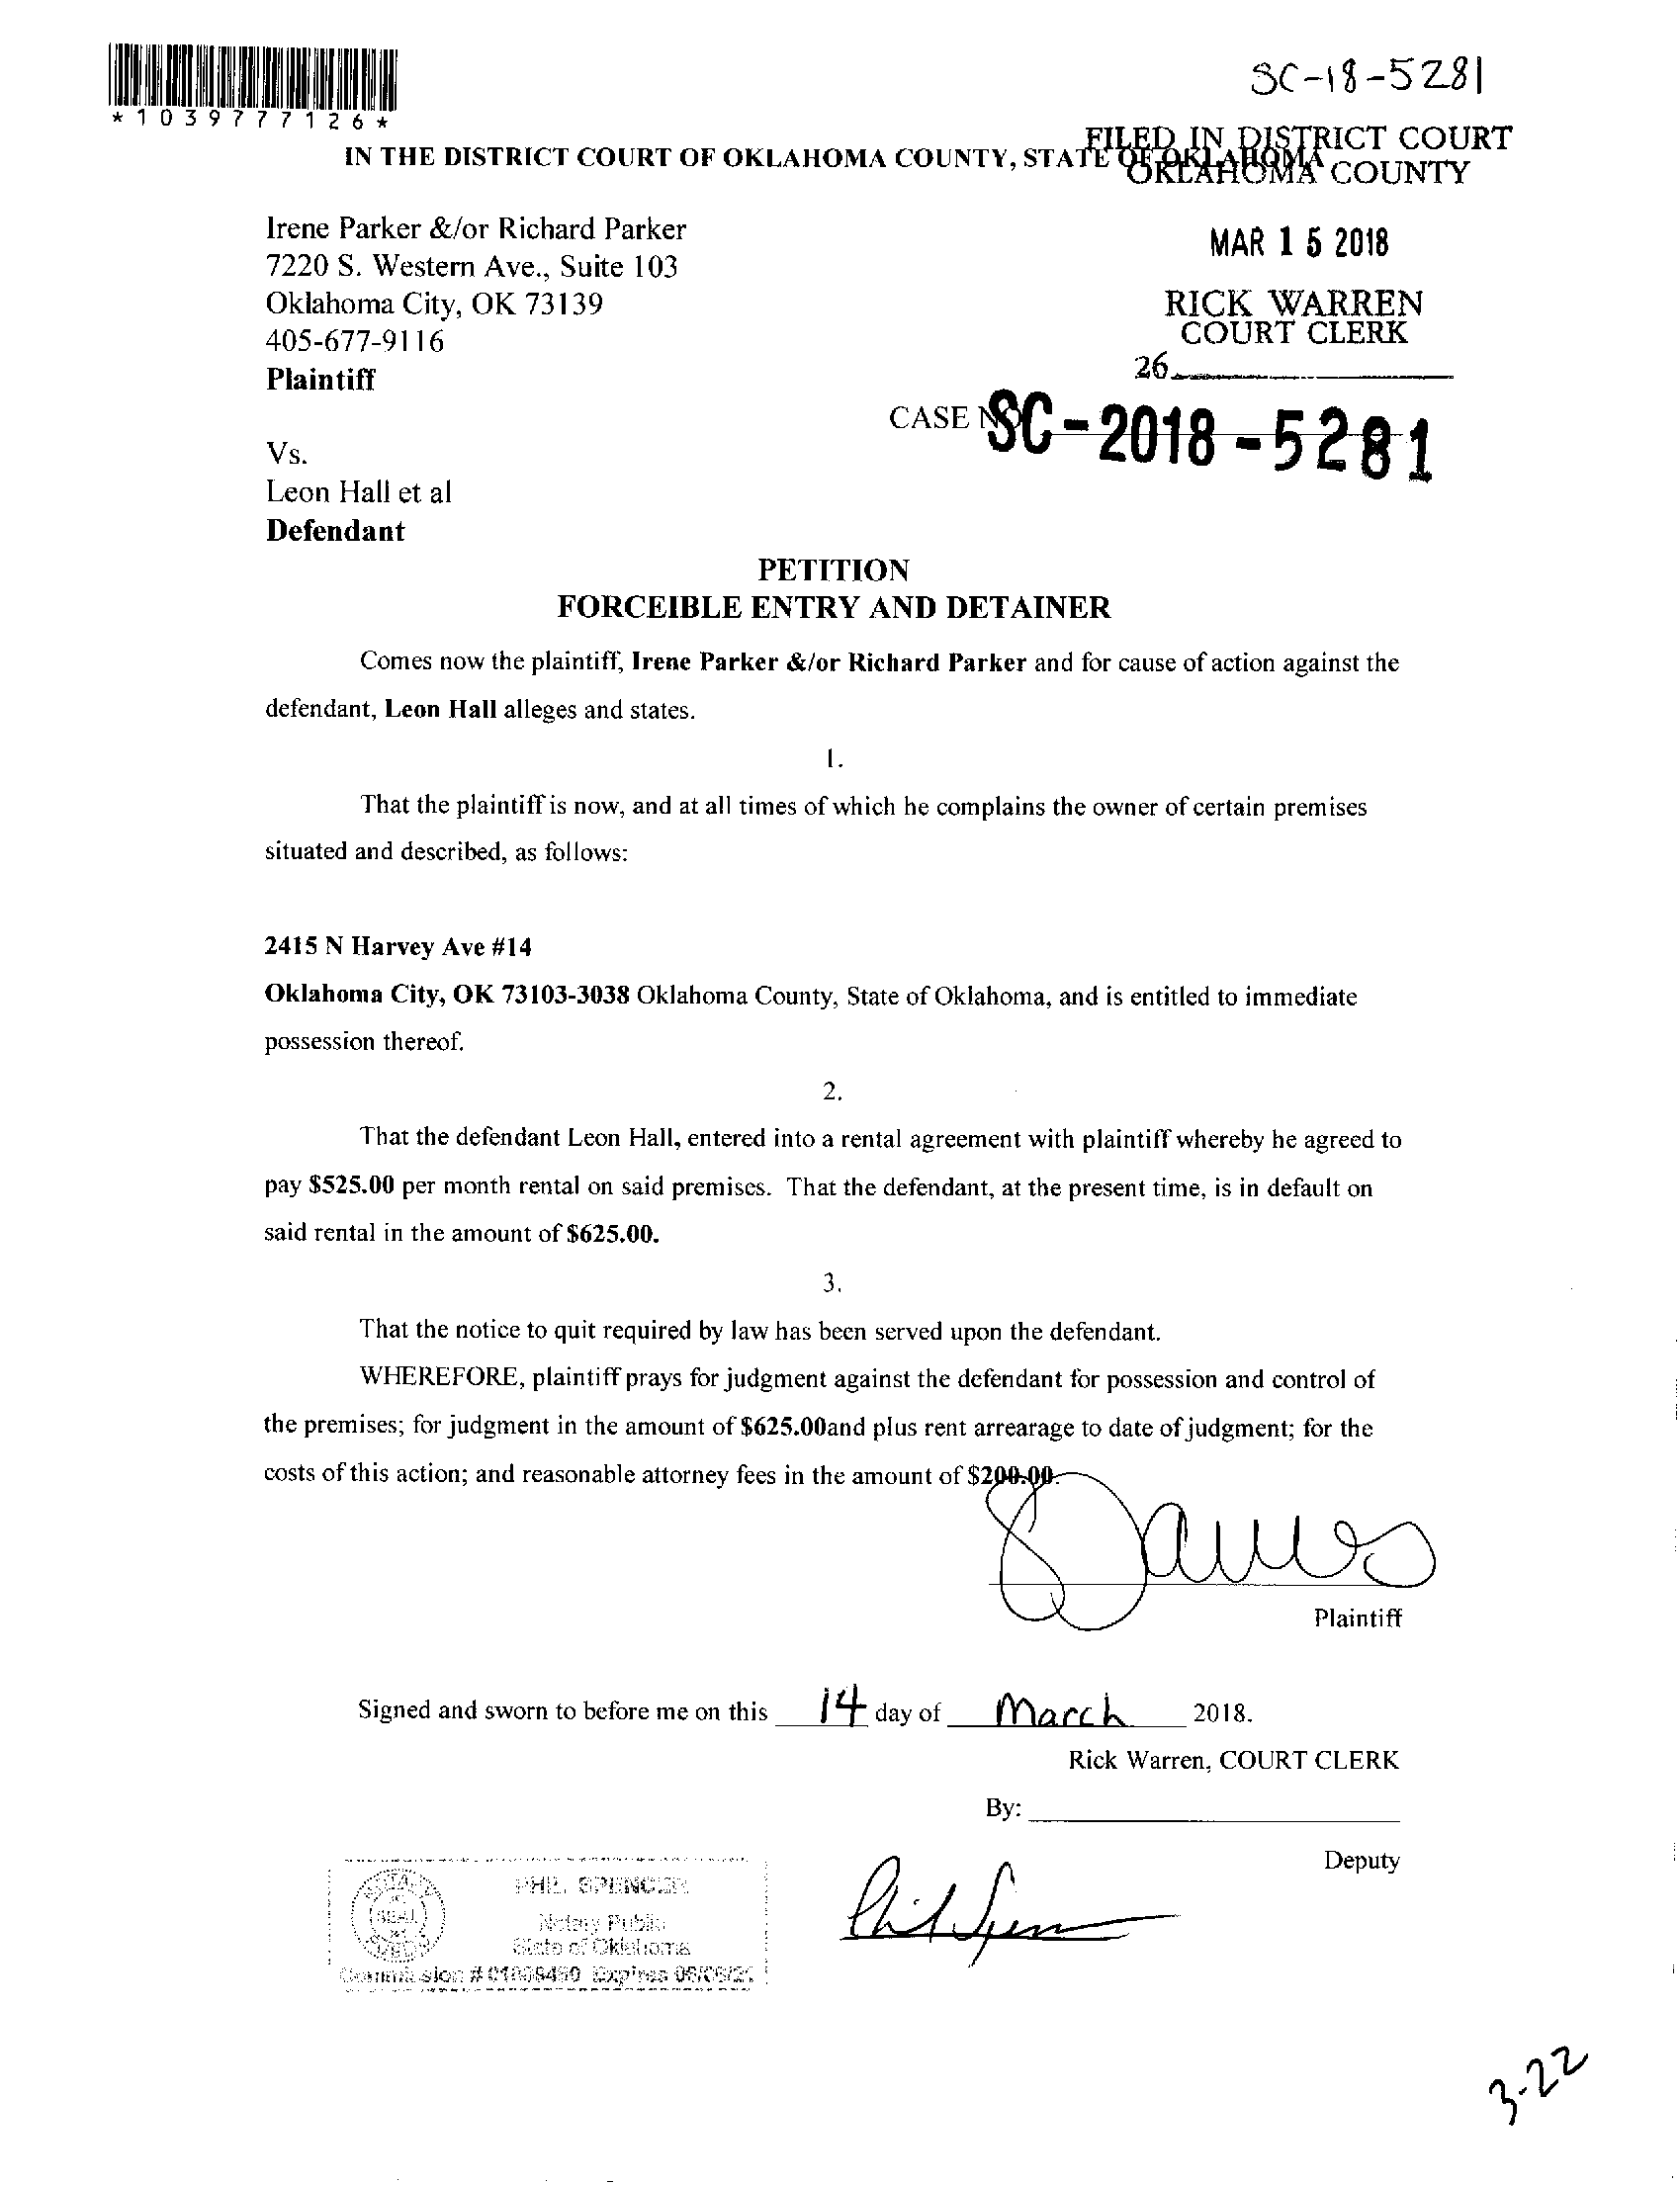 SC-18-5281
*1039777126*
FILED IN DISTRICT COURT
OKLAHOMA COUNTY
IN THE DISTRICT COURT OF OKLAHOMA COUNTY, STATE OF OKLAHOMA
Irene Parker &/or Richard Parker
7220 S. Western Ave., Suite 103
Oklahoma City, OK 73139
405-677-9116
Plaintiff
MAR 15 2018
RICK WARREN
COURT CLERK
26
CASE NO
SC-2018-5281
Vs.
Leon Hall et al
Defendant
PETITION
FORCEIBLE ENTRY AND DETAINER
Comes now the plaintiff, Irene Parker &/or Richard Parker and for cause of action against the
defendant, Leon Hall alleges and states.
1.
That the plaintiff is now, and at all times of which he complains the owner of certain premises
situated and described, as follows:
2415 N Harvey Ave #14
Oklahoma City, OK 73103-3038 Oklahoma County, State of Oklahoma, and is entitled to immediate
possession thereof.
2.
That the defendant Leon Hall, entered into a rental agreement with plaintiff whereby he agreed to
pay $525.00 per month rental on said premises. That the defendant, at the present time, is in default on
said rental in the amount of $625.00.
3.
That the notice to quit required by law has been served upon the defendant.
WHEREFORE, plaintiff prays for judgment against the defendant for possession and control of
the premises; for judgment in the amount of $625.00and plus rent arrearage to date of judgment; for the
costs of this action; and reasonable attorney fees in the amount of $200.00.
Plaintiff
Signed and sworn to before me on this 14 day of March 2018.
Rick Warren, COURT CLERK
By:
Deputy
PHIL SPENCER
Notary Public
State of Oklahoma
Commission # Expires
SEAL
Phil Spencer
3-22